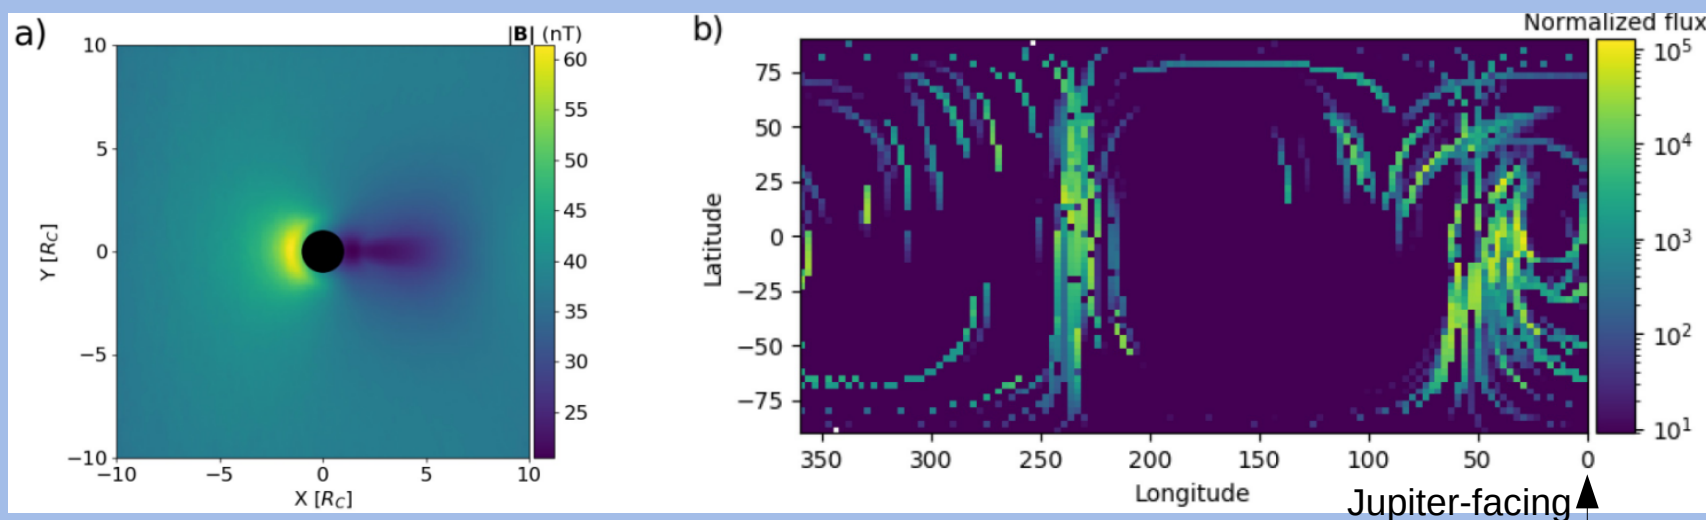 a)
|B| (nT)
10
5
0
−5
−10
Y [R_C]
−10 −5 0 5 10
X [R_C]
60
55
50
45
40
35
30
25
b)
Normalized flux
75
50
25
0
−25
−50
−75
Latitude
350 300 250 200 150 100 50 0
Longitude
10^5
10^4
10^3
10^2
10^1
Jupiter-facing